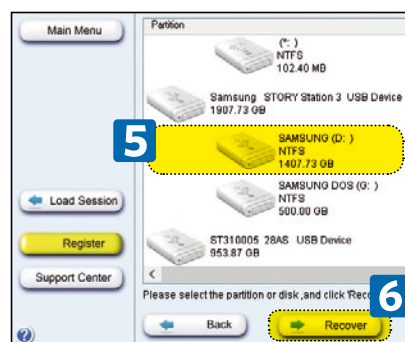 Main Menu
Partition
(*: )
NTFS
102.40 MB
Samsung STORY Station 3 USB Device
1907.73 GB
5
SAMSUNG (D: )
NTFS
1407.73 GB
SAMSUNG DOS (G: )
NTFS
500.00 GB
Load Session
Register
ST310005 28AS USB Device
953.87 GB
Support Center
Please select the partition or disk ,and click 'Reco
6
Back
Recover